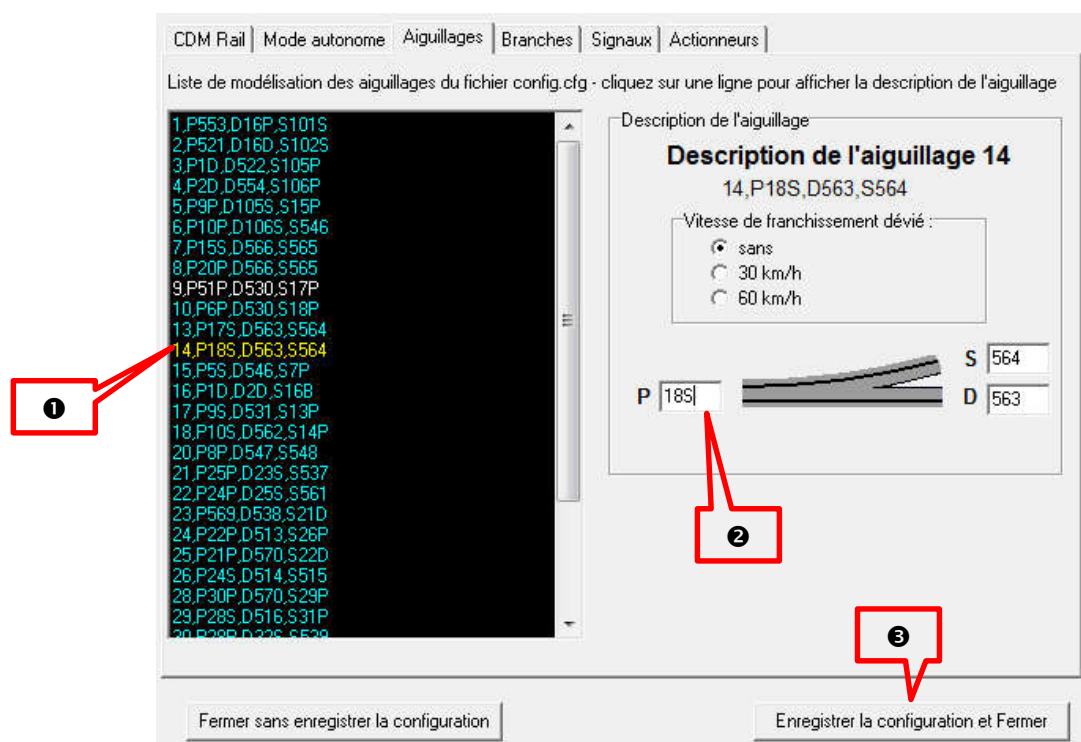 CDM Rail Mode autonome Aiguillages Branches Signaux Actionneurs
Liste de modélisation des aiguillages du fichier config.cfg - cliquez sur une ligne pour afficher la description de l'aiguillage
1,P553,D16P,S101S
2,P521,D16D,S102S
3,P1D,D522,S105P
4,P2D,D554,S106P
5,P9P,D105S,S15P
6,P10P,D106S,S546
7,P15S,D566,S565
8,P20P,D566,S565
9,P51P,D530,S17P
10,P6P,D530,S18P
13,P17S,D563,S564
14,P18S,D563,S564
15,P5S,D546,S7P
16,P1D,D2D,S16B
17,P9S,D531,S13P
18,P10S,D562,S14P
20,P8P,D547,S548
21,P25P,D23S,S537
22,P24P,D25S,S561
23,P569,D538,S21D
24,P22P,D513,S26P
25,P21P,D570,S22D
26,P24S,D514,S515
28,P30P,D570,S29P
29,P28S,D516,S31P
Description de l'aiguillage
Description de l'aiguillage 14
14,P18S,D563,S564
Vitesse de franchissement dévié :
sans
30 km/h
60 km/h
S 564
P 18S
D 563
❶
❷
❸
Fermer sans enregistrer la configuration
Enregistrer la configuration et Fermer